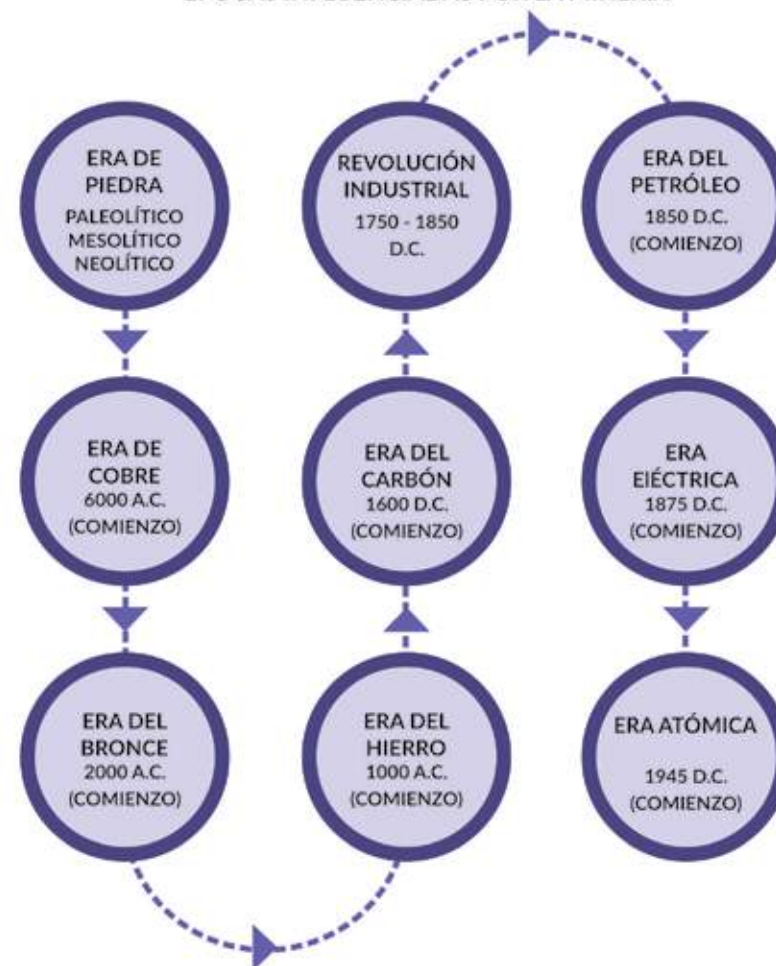 ERA DE
PIEDRA
PALEOLÍTICO
MESOLÍTICO
NEOLÍTICO
ERA DE
COBRE
6000 A.C.
(COMIENZO)
ERA DEL
BRONCE
2000 A.C.
(COMIENZO)
ERA DEL
HIERRO
1000 A.C.
(COMIENZO)
ERA DEL
CARBÓN
1600 D.C.
(COMIENZO)
REVOLUCIÓN
INDUSTRIAL
1750 - 1850
D.C.
ERA DEL
PETRÓLEO
1850 D.C.
(COMIENZO)
ERA
ElÉCTRICA
1875 D.C.
(COMIENZO)
ERA ATÓMICA
1945 D.C.
(COMIENZO)